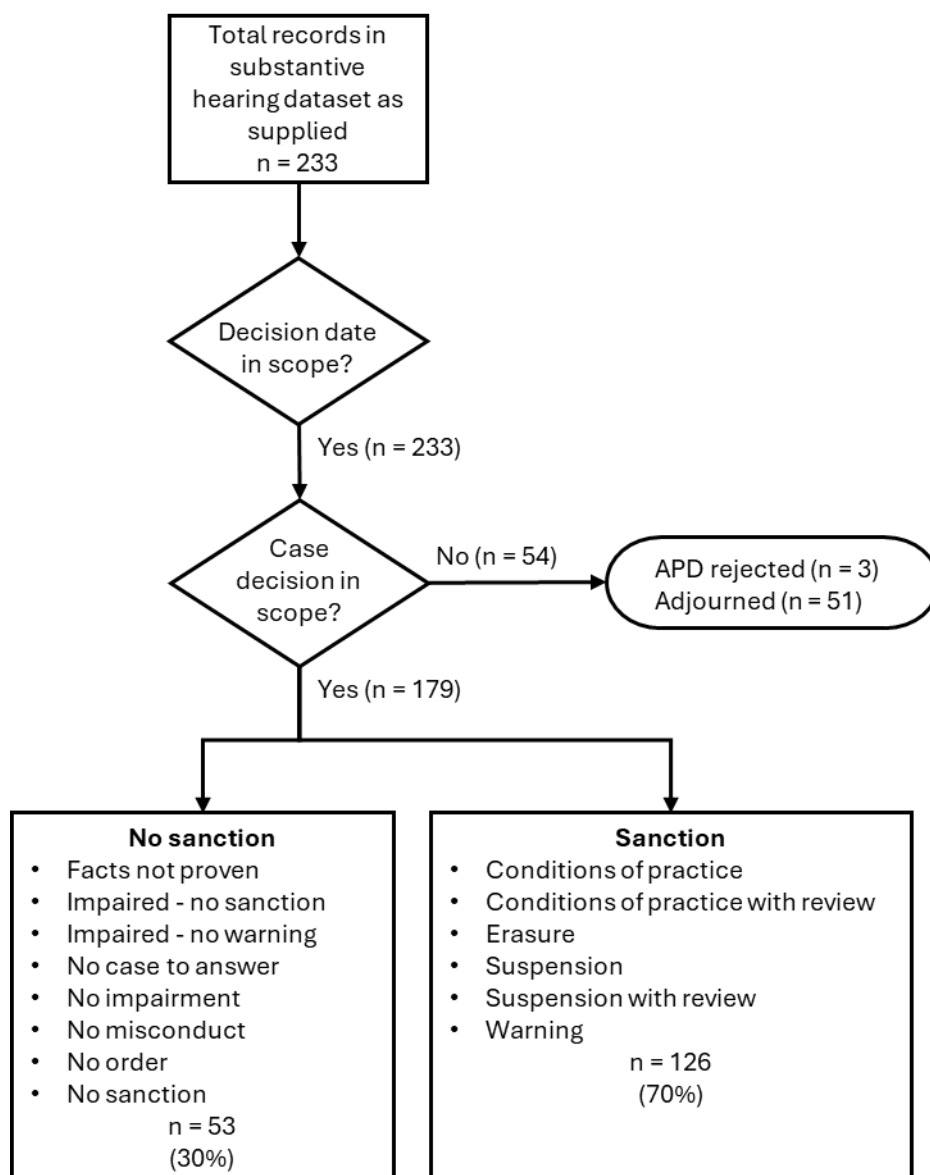 Total records in
substantive
hearing dataset as
supplied
n = 233
Decision date
in scope?
Yes (n = 233)
Case
decision in
scope?
No (n = 54)
APD rejected (n = 3)
Adjourned (n = 51)
Yes (n = 179)
No sanction
• Facts not proven
• Impaired - no sanction
• Impaired - no warning
• No case to answer
• No impairment
• No misconduct
• No order
• No sanction
n = 53
(30%)
Sanction
• Conditions of practice
• Conditions of practice with review
• Erasure
• Suspension
• Suspension with review
• Warning
n = 126
(70%)